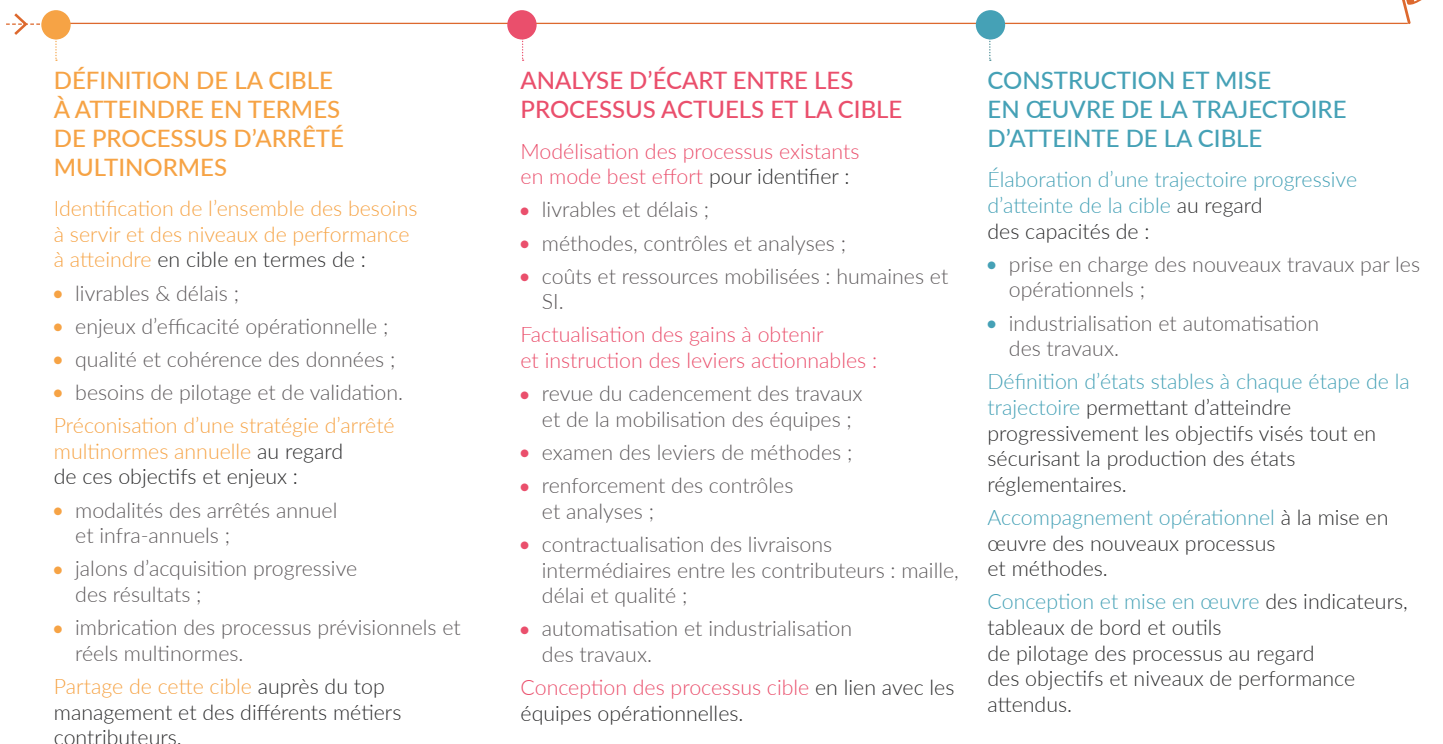 DÉFINITION DE LA CIBLE
À ATTEINDRE EN TERMES
DE PROCESSUS D'ARRÊTÉ
MULTINORMES
Identification de l'ensemble des besoins
à servir et des niveaux de performance
à atteindre en cible en termes de :
• livrables & délais ;
• enjeux d'efficacité opérationnelle ;
• qualité et cohérence des données ;
• besoins de pilotage et de validation.
Préconisation d'une stratégie d'arrêté
multinormes annuelle au regard
de ces objectifs et enjeux :
• modalités des arrêtés annuel
et infra-annuels ;
• jalons d'acquisition progressive
des résultats ;
• imbrication des processus prévisionnels et
réels multinormes.
Partage de cette cible auprès du top
management et des différents métiers
contributeurs.
ANALYSE D'ÉCART ENTRE LES
PROCESSUS ACTUELS ET LA CIBLE
Modélisation des processus existants
en mode best effort pour identifier :
• livrables et délais ;
• méthodes, contrôles et analyses ;
• coûts et ressources mobilisées : humaines et
SI.
Factualisation des gains à obtenir
et instruction des leviers actionnables :
• revue du cadencement des travaux
et de la mobilisation des équipes ;
• examen des leviers de méthodes ;
• renforcement des contrôles
et analyses ;
• contractualisation des livraisons
intermédiaires entre les contributeurs : maille,
délai et qualité ;
• automatisation et industrialisation
des travaux.
Conception des processus cible en lien avec les
équipes opérationnelles.
CONSTRUCTION ET MISE
EN ŒUVRE DE LA TRAJECTOIRE
D'ATTEINTE DE LA CIBLE
Élaboration d'une trajectoire progressive
d'atteinte de la cible au regard
des capacités de :
• prise en charge des nouveaux travaux par les
opérationnels ;
• industrialisation et automatisation
des travaux.
Définition d'états stables à chaque étape de la
trajectoire permettant d'atteindre
progressivement les objectifs visés tout en
sécurisant la production des états
réglementaires.
Accompagnement opérationnel à la mise en
œuvre des nouveaux processus
et méthodes.
Conception et mise en œuvre des indicateurs,
tableaux de bord et outils
de pilotage des processus au regard
des objectifs et niveaux de performance
attendus.